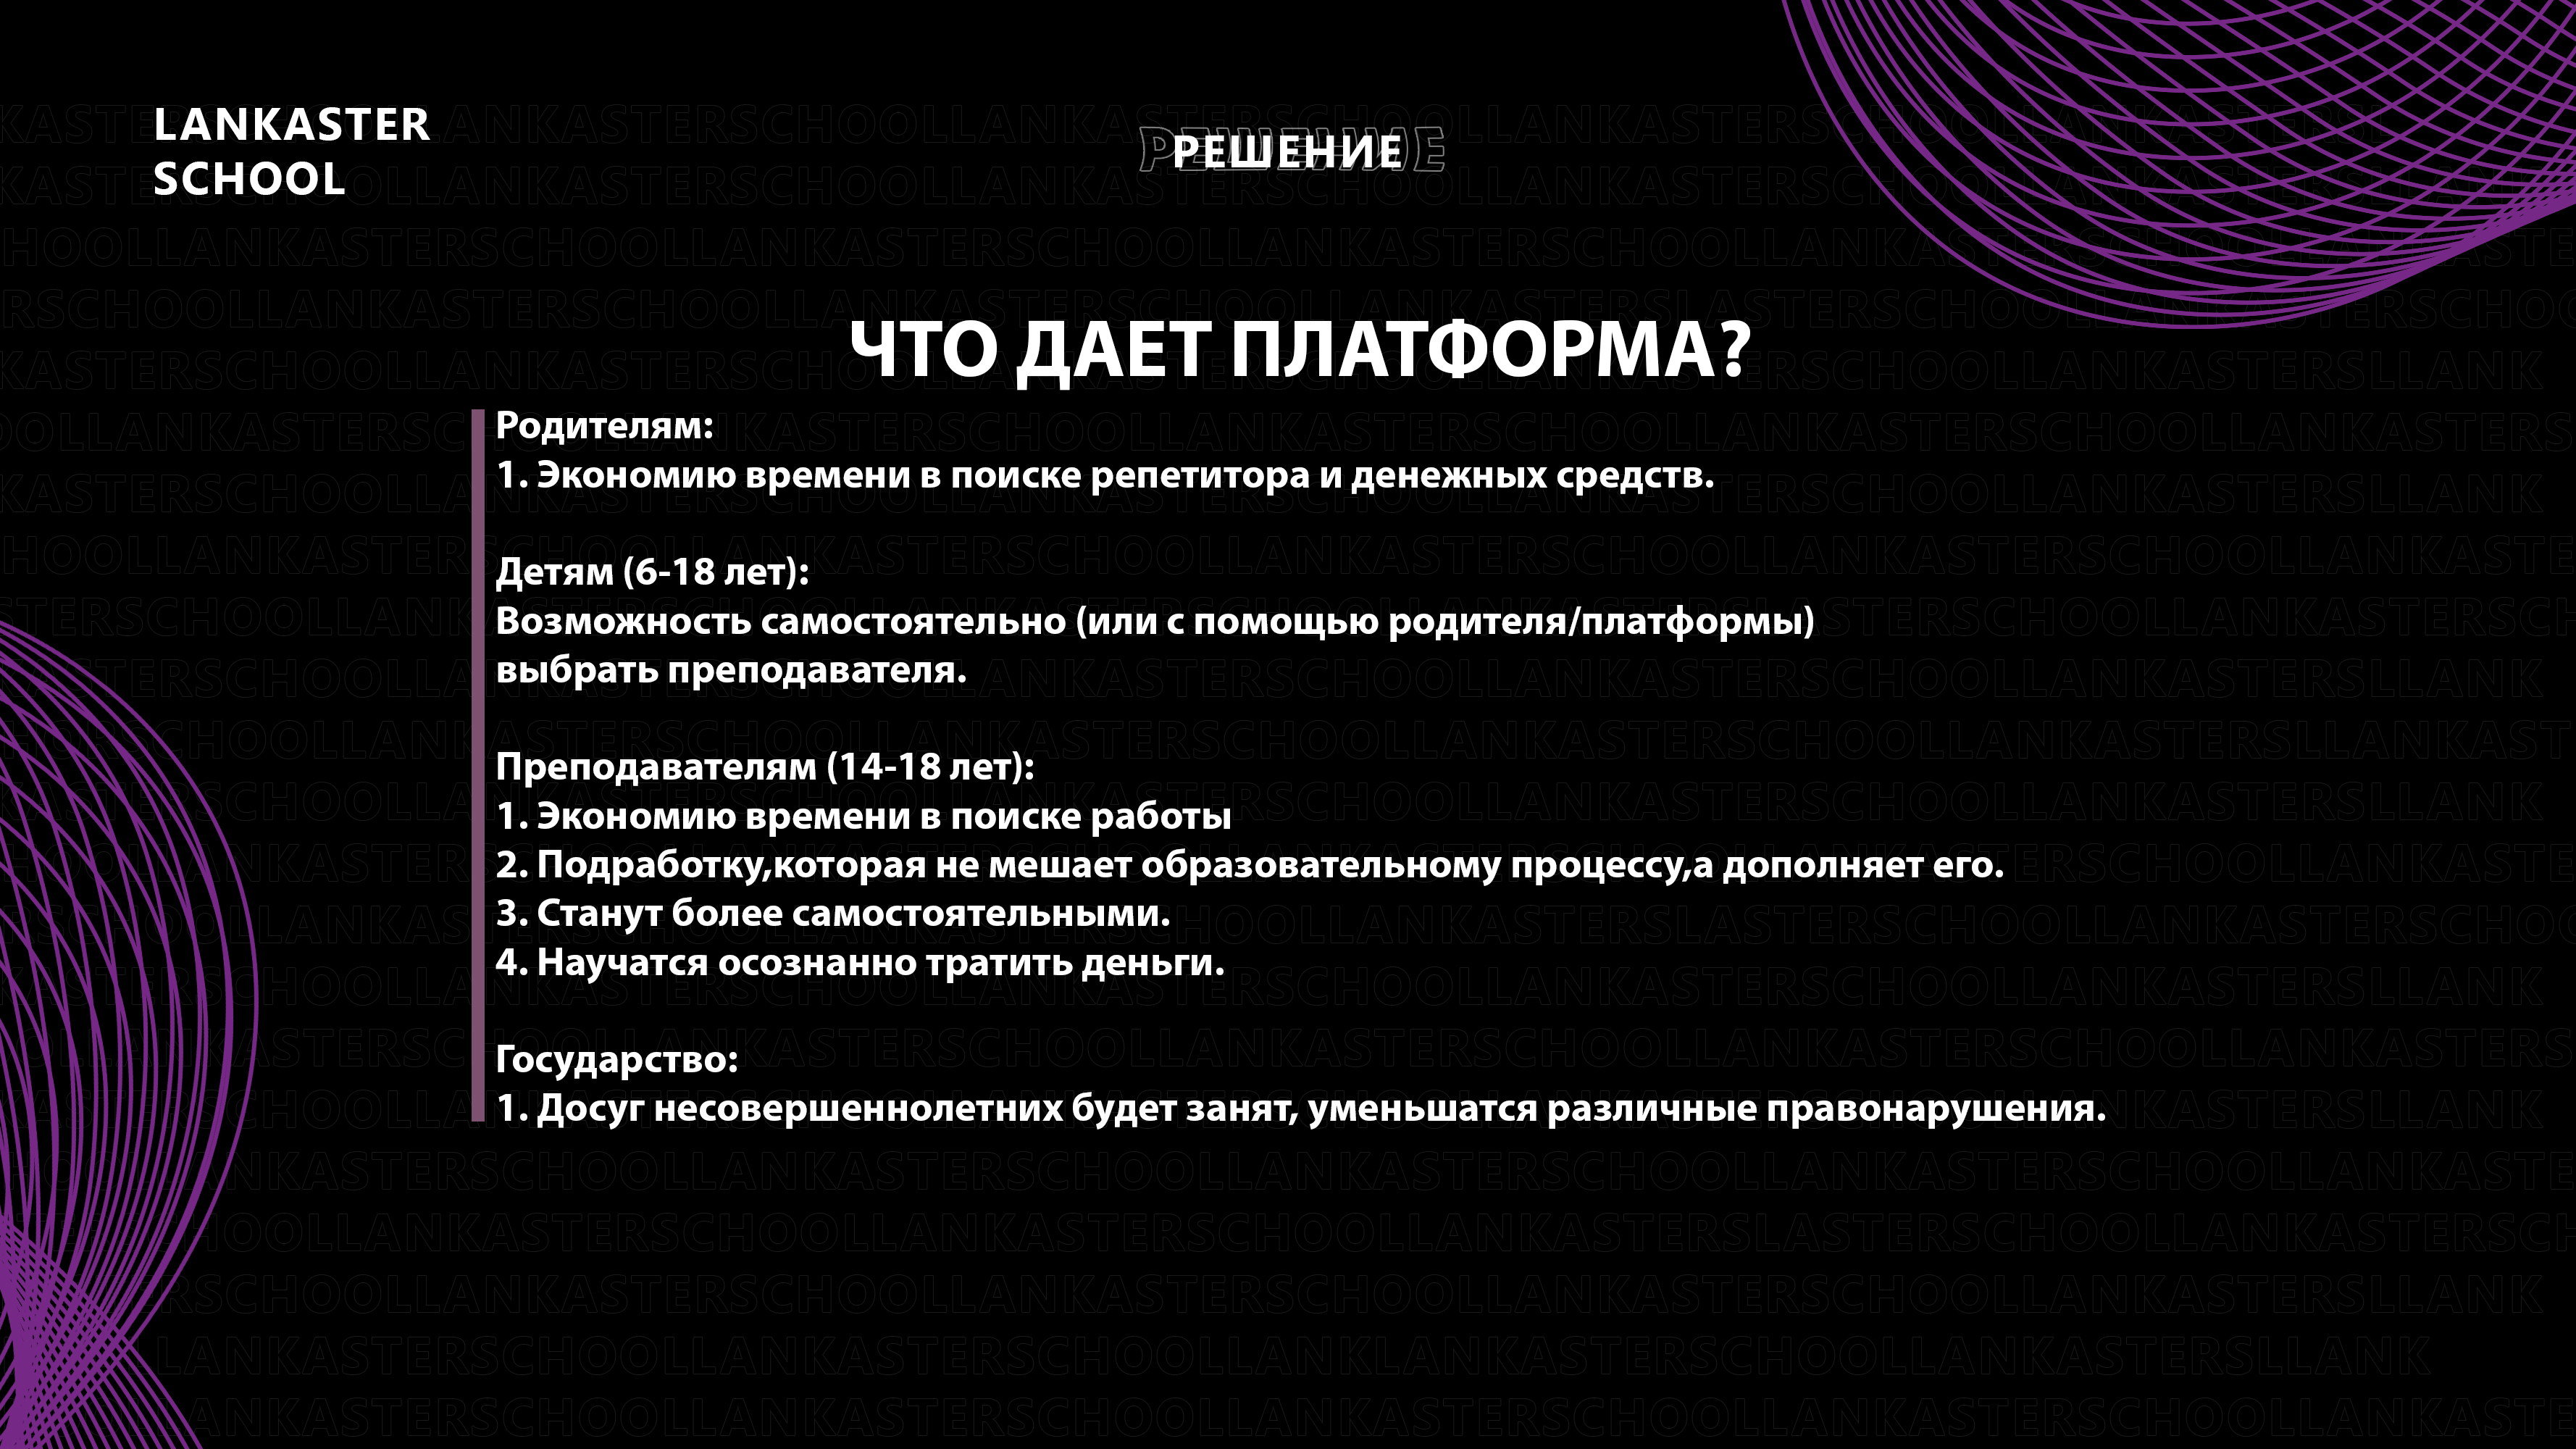 LANKASTER
SCHOOL
РЕШЕНИЕ
ЧТО ДАЕТ ПЛАТФОРМА?
Родителям:
1. Экономию времени в поиске репетитора и денежных средств.
Детям (6-18 лет):
Возможность самостоятельно (или с помощью родителя/платформы)
выбрать преподавателя.
Преподавателям (14-18 лет):
1. Экономию времени в поиске работы
2. Подработку,которая не мешает образовательному процессу,а дополняет его.
3. Станут более самостоятельными.
4. Научатся осознанно тратить деньги.
Государство:
1. Досуг несовершеннолетних будет занят, уменьшатся различные правонарушения.